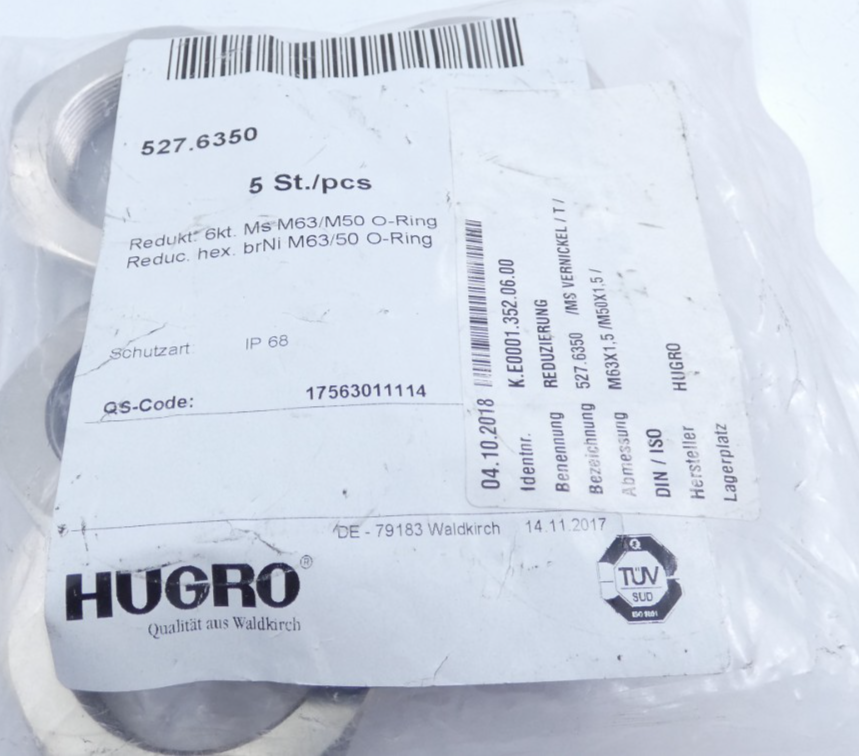 527.6350
5 St./pcs
Redukt. 6kt. Ms M63/M50 O-Ring
Reduc. hex. brNi M63/50 O-Ring
Schutzart IP 68
QS-Code: 17563011114
DE - 79183 Waldkirch 14.11.2017
HUGRO®
Qualität aus Waldkirch
Q
TÜV
SÜD
ISO 9001
04.10.2018
Identnr. K.E0001.352.06.00
Benennung REDUZIERUNG
Bezeichnung 527.6350 /MS VERNICKEL / T /
Abmessung M63X1,5 /M50X1,5 /
DIN / ISO
Hersteller HUGRO
Lagerplatz